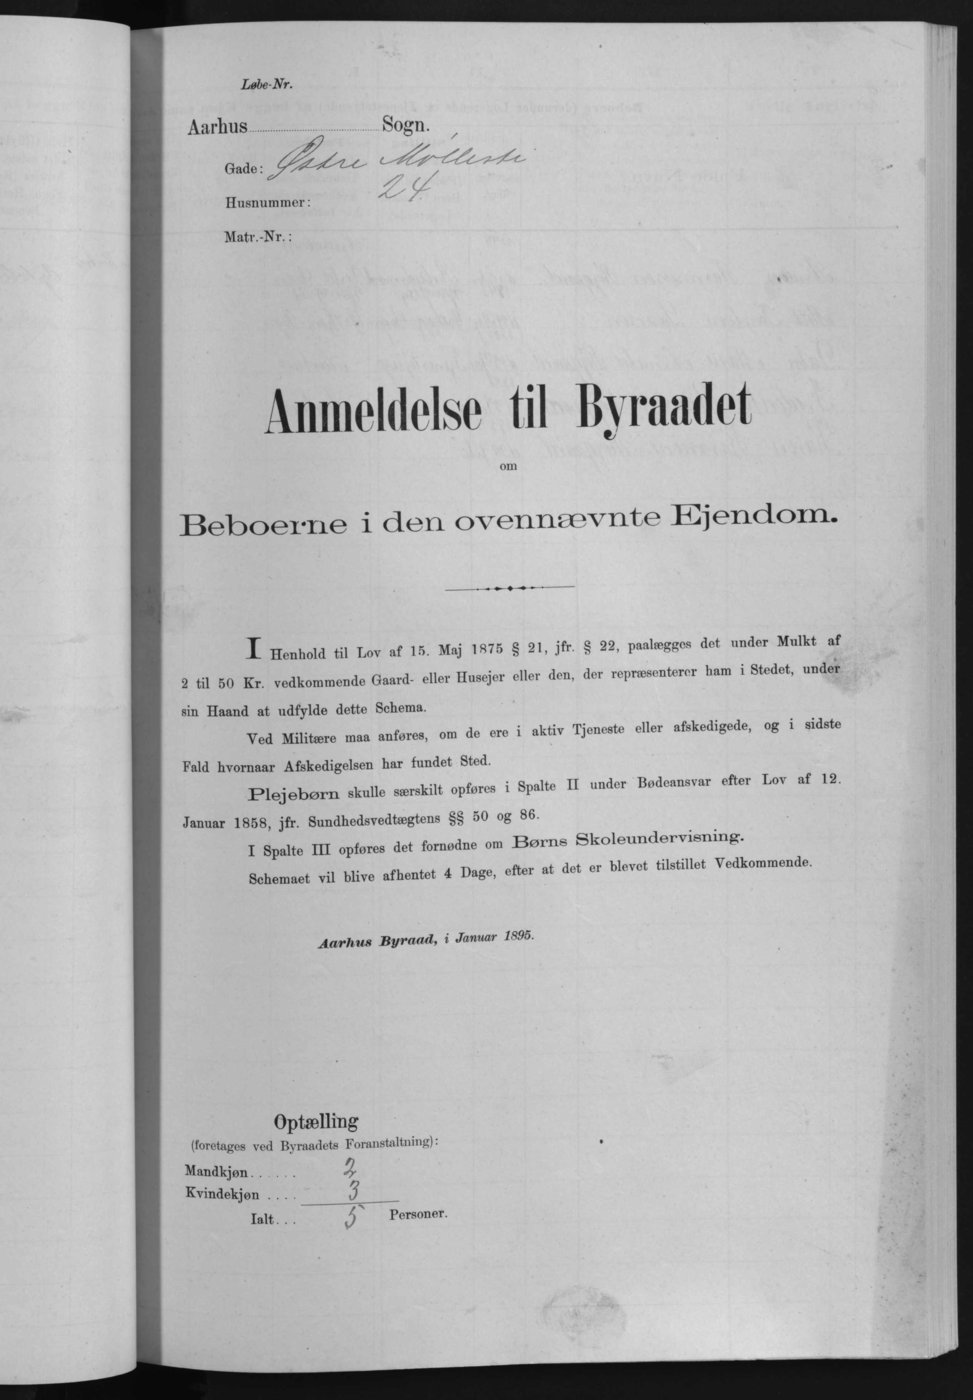 Løbe-Nr.
Aarhus Sogn.
Gade: Østre Møllesti
Husnummer: 24.
Matr.-Nr.:
Anmeldelse til Byraadet
om
Beboerne i den ovennævnte Ejendom.
I Henhold til Lov af 15. Maj 1875 § 21, jfr. § 22, paalægges det under Mulkt af
2 til 50 Kr. vedkommende Gaard- eller Husejer eller den, der repræsenterer ham i Stedet, under
sin Haand at udfylde dette Schema.
Ved Militære maa anføres, om de ere i aktiv Tjeneste eller afskedigede, og i sidste
Fald hvornaar Afskedigelsen har fundet Sted.
Plejebørn skulle særskilt opføres i Spalte II under Bødeansvar efter Lov af 12.
Januar 1858, jfr. Sundhedsvedtægtens §§ 50 og 86.
I Spalte III opføres det fornødne om Børns Skoleundervisning.
Schemaet vil blive afhentet 4 Dage, efter at det er blevet tilstillet Vedkommende.
Aarhus Byraad, i Januar 1895.
Optælling
(foretages ved Byraadets Foranstaltning):
Mandkjøn...... 2
Kvindekjøn .... 3
Ialt... 5 Personer.